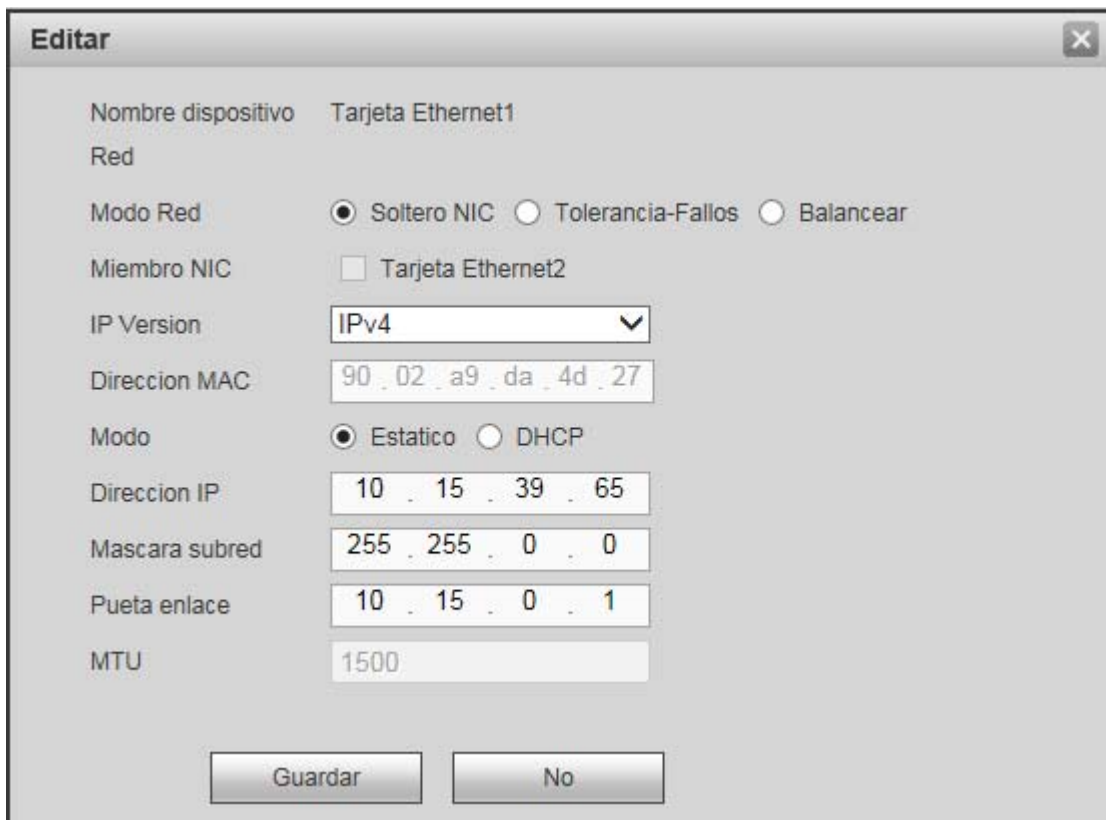 Editar
Nombre dispositivo Tarjeta Ethernet1
Red
Modo Red Soltero NIC Tolerancia-Fallos Balancear
Miembro NIC Tarjeta Ethernet2
IP Version IPv4
Direccion MAC 90 . 02 . a9 . da . 4d . 27
Modo Estatico DHCP
Direccion IP 10 . 15 . 39 . 65
Mascara subred 255 . 255 . 0 . 0
Pueta enlace 10 . 15 . 0 . 1
MTU 1500
Guardar No